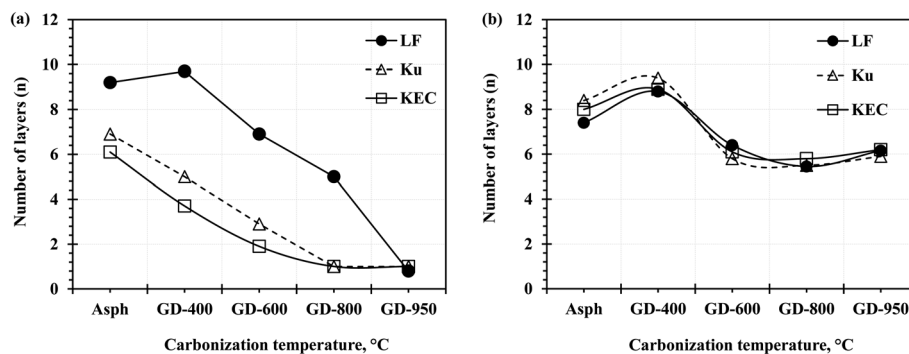 (a)
Number of layers (n)
12
10
8
6
4
2
0
LF
Ku
KEC
Asph GD-400 GD-600 GD-800 GD-950
Carbonization temperature, °C
(b)
Number of layers (n)
12
10
8
6
4
2
0
LF
Ku
KEC
Asph GD-400 GD-600 GD-800 GD-950
Carbonization temperature, °C